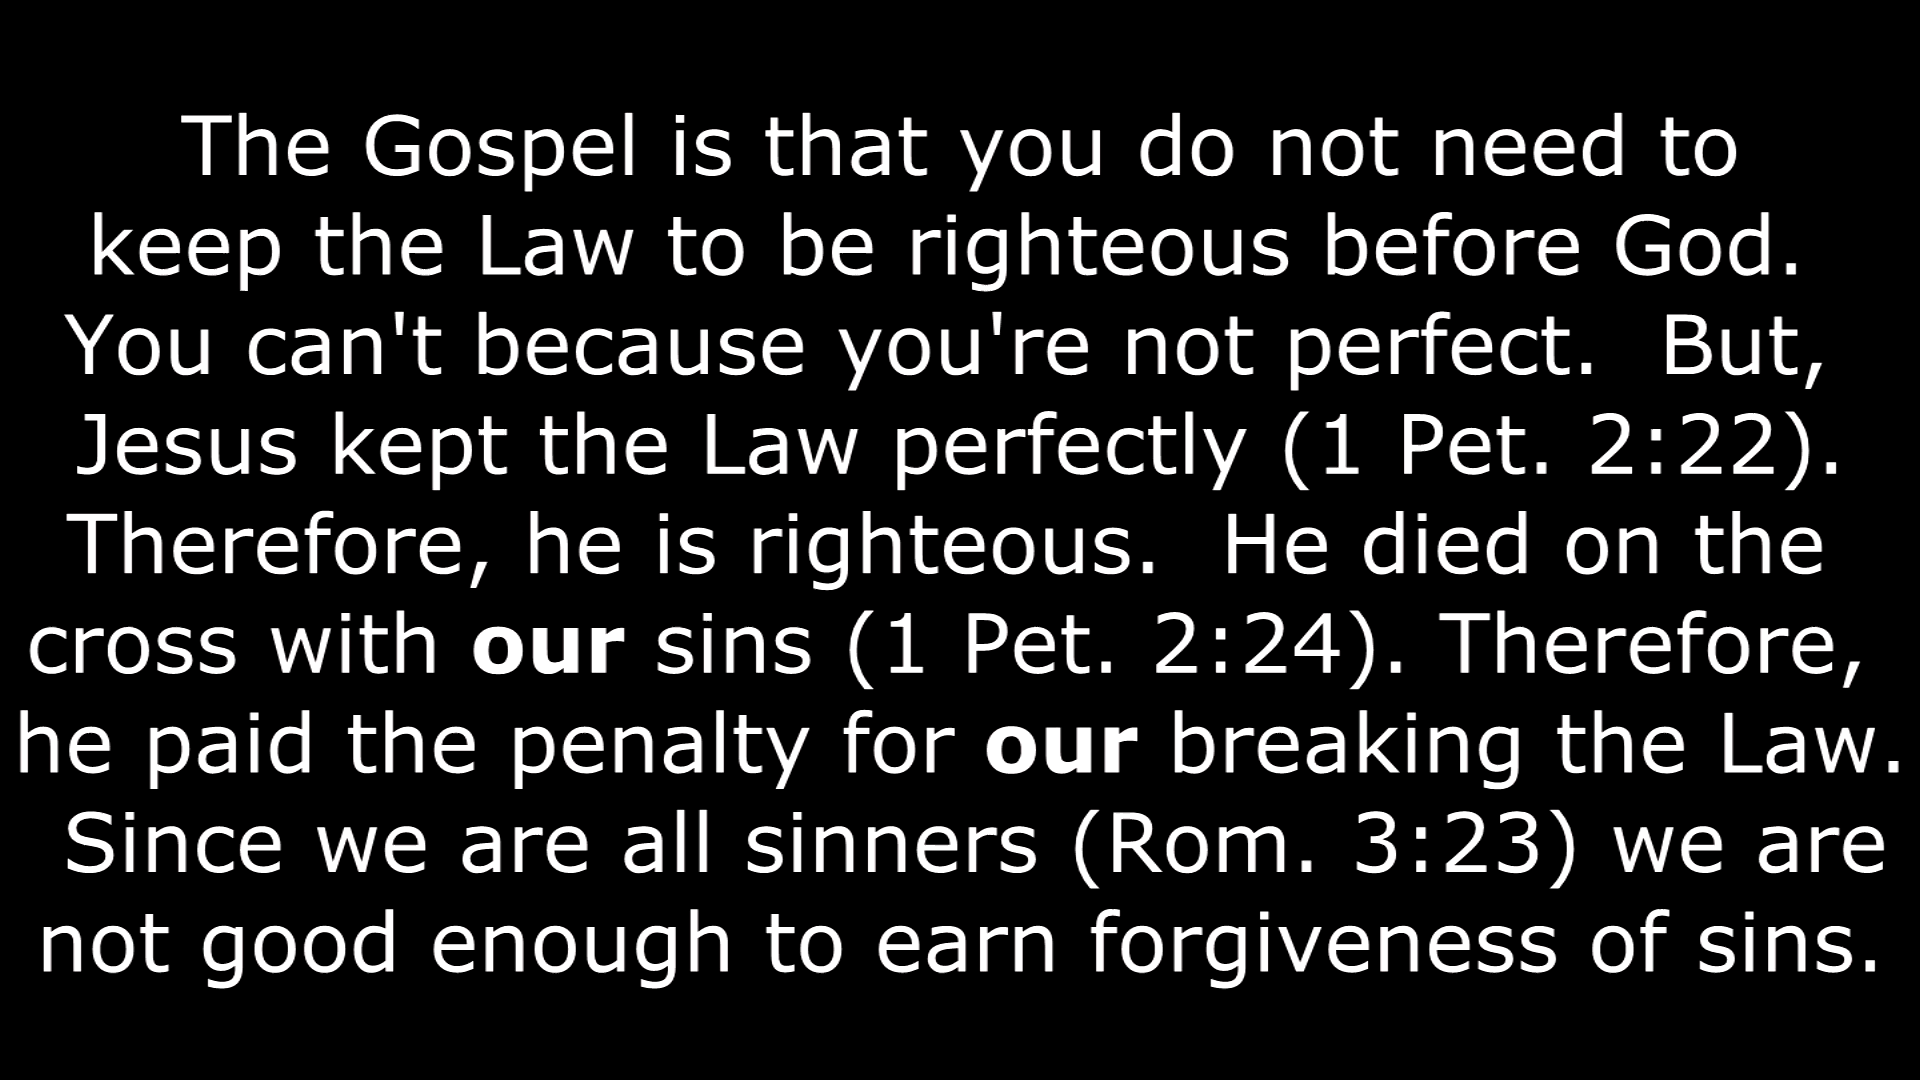 The Gospel is that you do not need to
keep the Law to be righteous before God.
You can't because you're not perfect.  But,
Jesus kept the Law perfectly (1 Pet. 2:22).
Therefore, he is righteous.  He died on the
cross with our sins (1 Pet. 2:24). Therefore,
he paid the penalty for our breaking the Law.
Since we are all sinners (Rom. 3:23) we are
not good enough to earn forgiveness of sins.